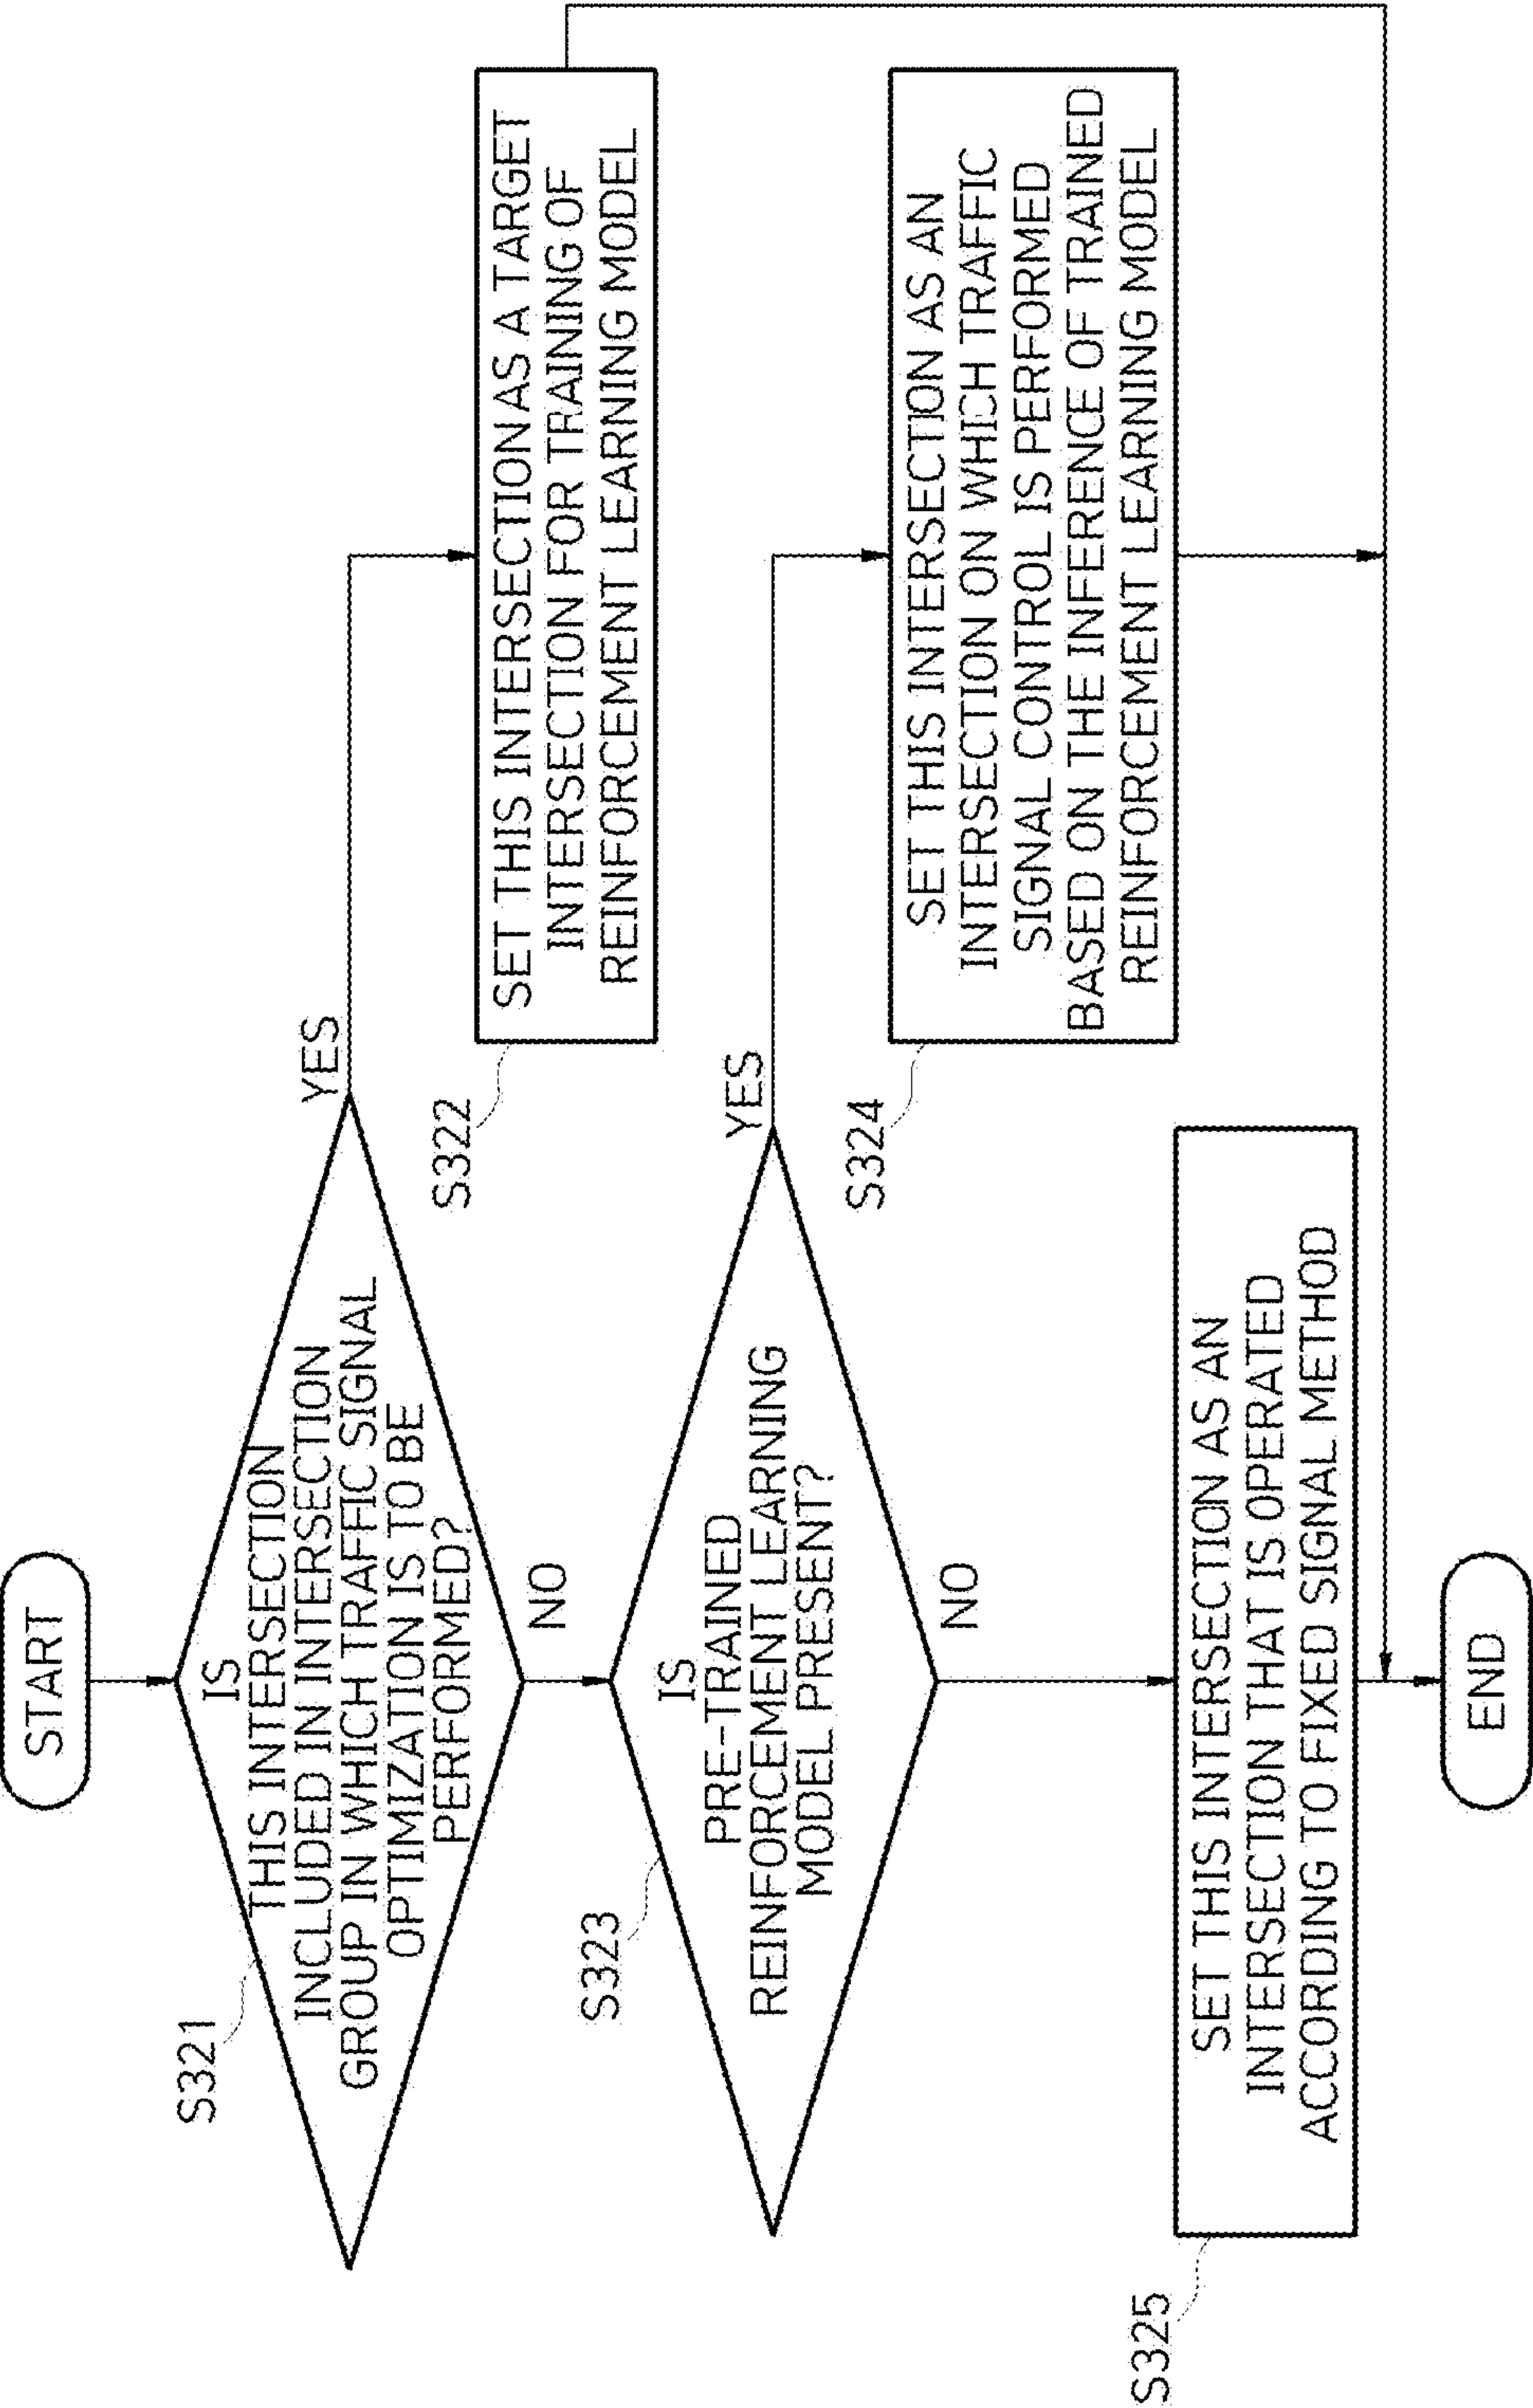 START
S321
IS
THIS INTERSECTION
INCLUDED IN INTERSECTION
GROUP IN WHICH TRAFFIC SIGNAL
OPTIMIZATION IS TO BE
PERFORMED?
YES
NO
S322
SET THIS INTERSECTION AS A TARGET
INTERSECTION FOR TRAINING OF
REINFORCEMENT LEARNING MODEL
S323
IS
PRE-TRAINED
REINFORCEMENT LEARNING
MODEL PRESENT?
YES
NO
S324
SET THIS INTERSECTION AS AN
INTERSECTION ON WHICH TRAFFIC
SIGNAL CONTROL IS PERFORMED
BASED ON THE INFERENCE OF TRAINED
REINFORCEMENT LEARNING MODEL
S325
SET THIS INTERSECTION AS AN
INTERSECTION THAT IS OPERATED
ACCORDING TO FIXED SIGNAL METHOD
END